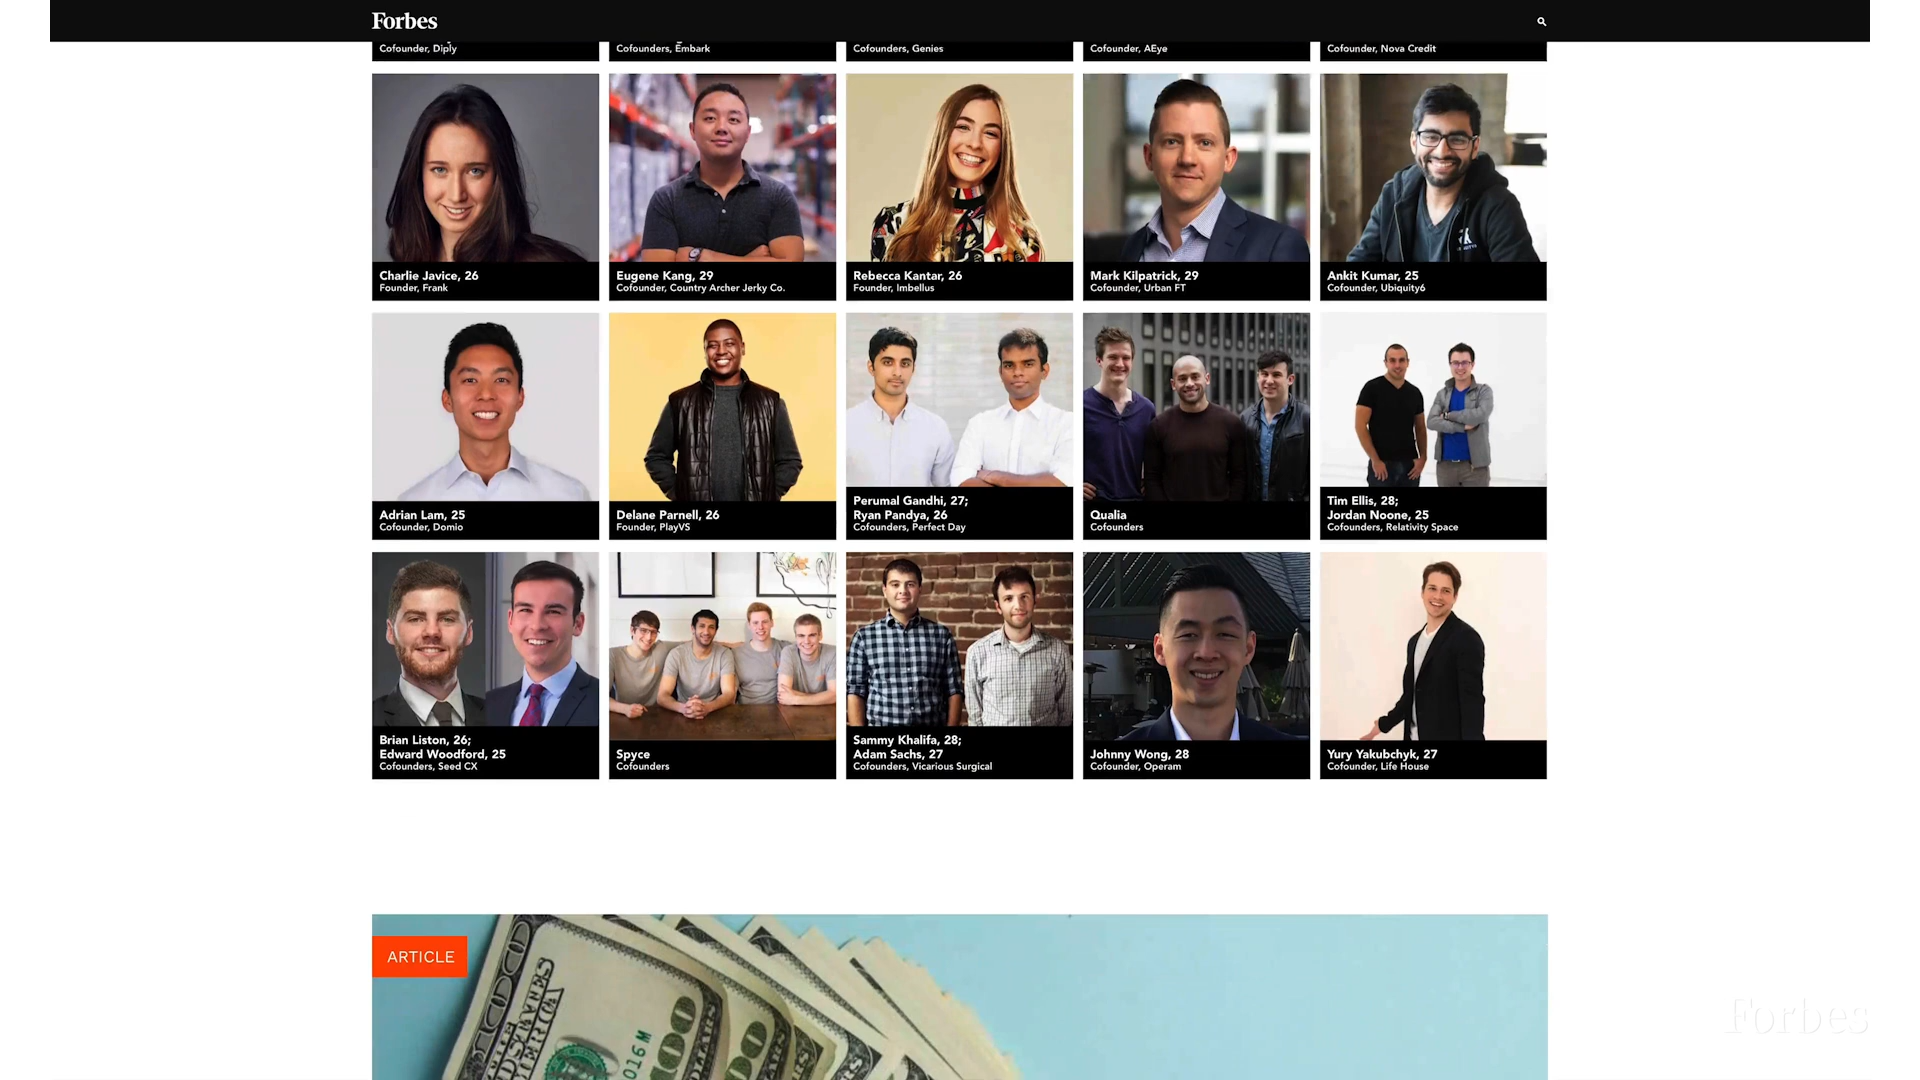 Forbes
Cofounder, Diply
Cofounders, Embark
Cofounders, Genies
Cofounder, AEye
Cofounder, Nova Credit
Charlie Javice, 26
Founder, Frank
Eugene Kang, 29
Cofounder, Country Archer Jerky Co.
Rebecca Kantar, 26
Founder, Imbellus
Mark Kilpatrick, 29
Cofounder, Urban FT
Ankit Kumar, 25
Cofounder, Ubiquity6
Adrian Lam, 25
Cofounder, Domio
Delane Parnell, 26
Founder, PlayVS
Perumal Gandhi, 27;
Ryan Pandya, 26
Cofounders, Perfect Day
Qualia
Cofounders
Tim Ellis, 28;
Jordan Noone, 25
Cofounders, Relativity Space
Brian Liston, 26;
Edward Woodford, 25
Cofounders, Seed CX
Spyce
Cofounders
Sammy Khalifa, 28;
Adam Sachs, 27
Cofounders, Vicarious Surgical
Johnny Wong, 28
Cofounder, Operam
Yury Yakubchyk, 27
Cofounder, Life House
ARTICLE
Forbes